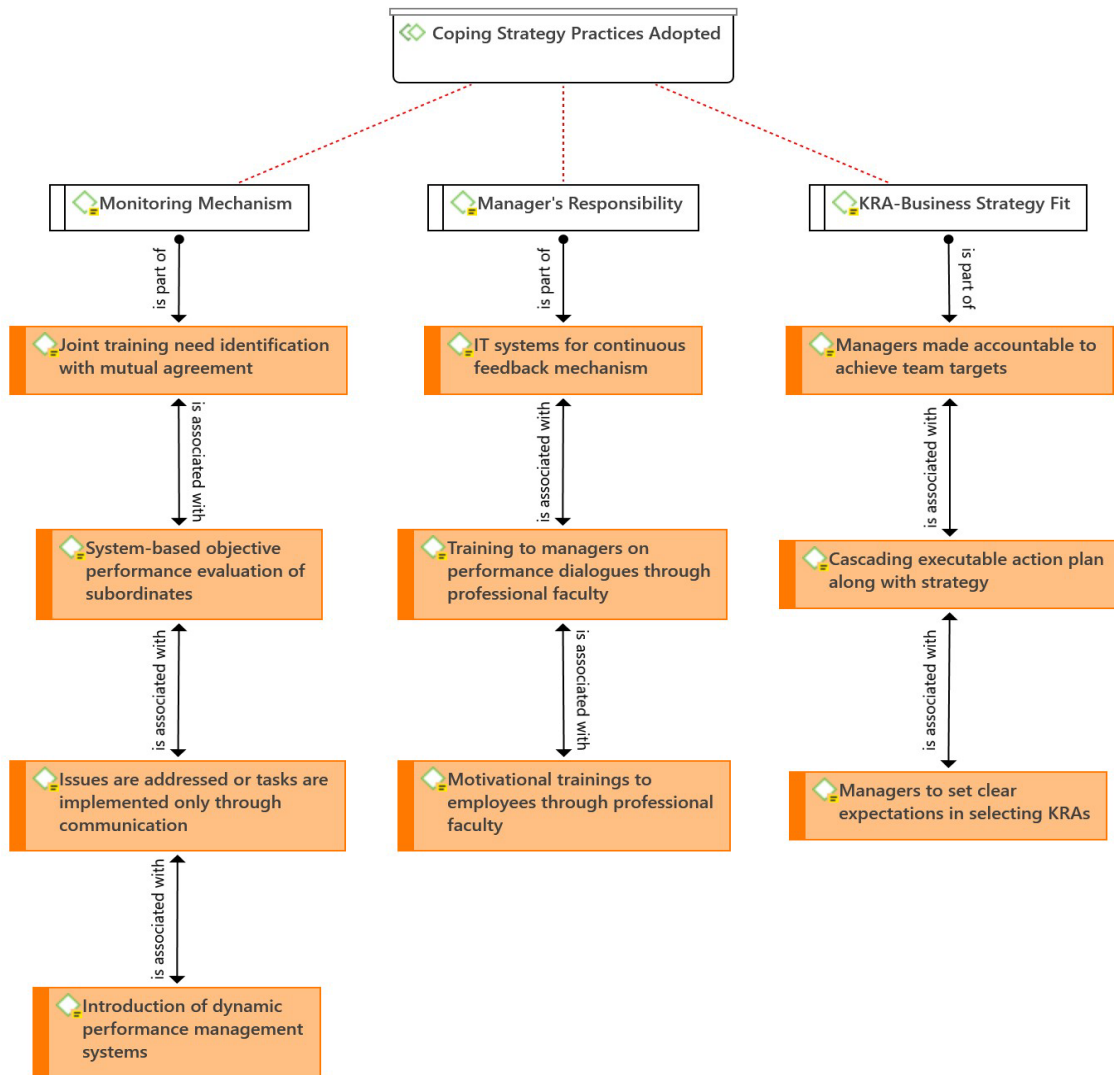 Coping Strategy Practices Adopted
Monitoring Mechanism
Manager's Responsibility
KRA-Business Strategy Fit
is part of
is part of
is part of
Joint training need identification
with mutual agreement
IT systems for continuous
feedback mechanism
Managers made accountable to
achieve team targets
is associated with
is associated with
is associated with
System-based objective
performance evaluation of
subordinates
Training to managers on
performance dialogues through
professional faculty
Cascading executable action plan
along with strategy
is associated with
is associated with
is associated with
Issues are addressed or tasks are
implemented only through
communication
Motivational trainings to
employees through professional
faculty
Managers to set clear
expectations in selecting KRAs
is associated with
Introduction of dynamic
performance management
systems